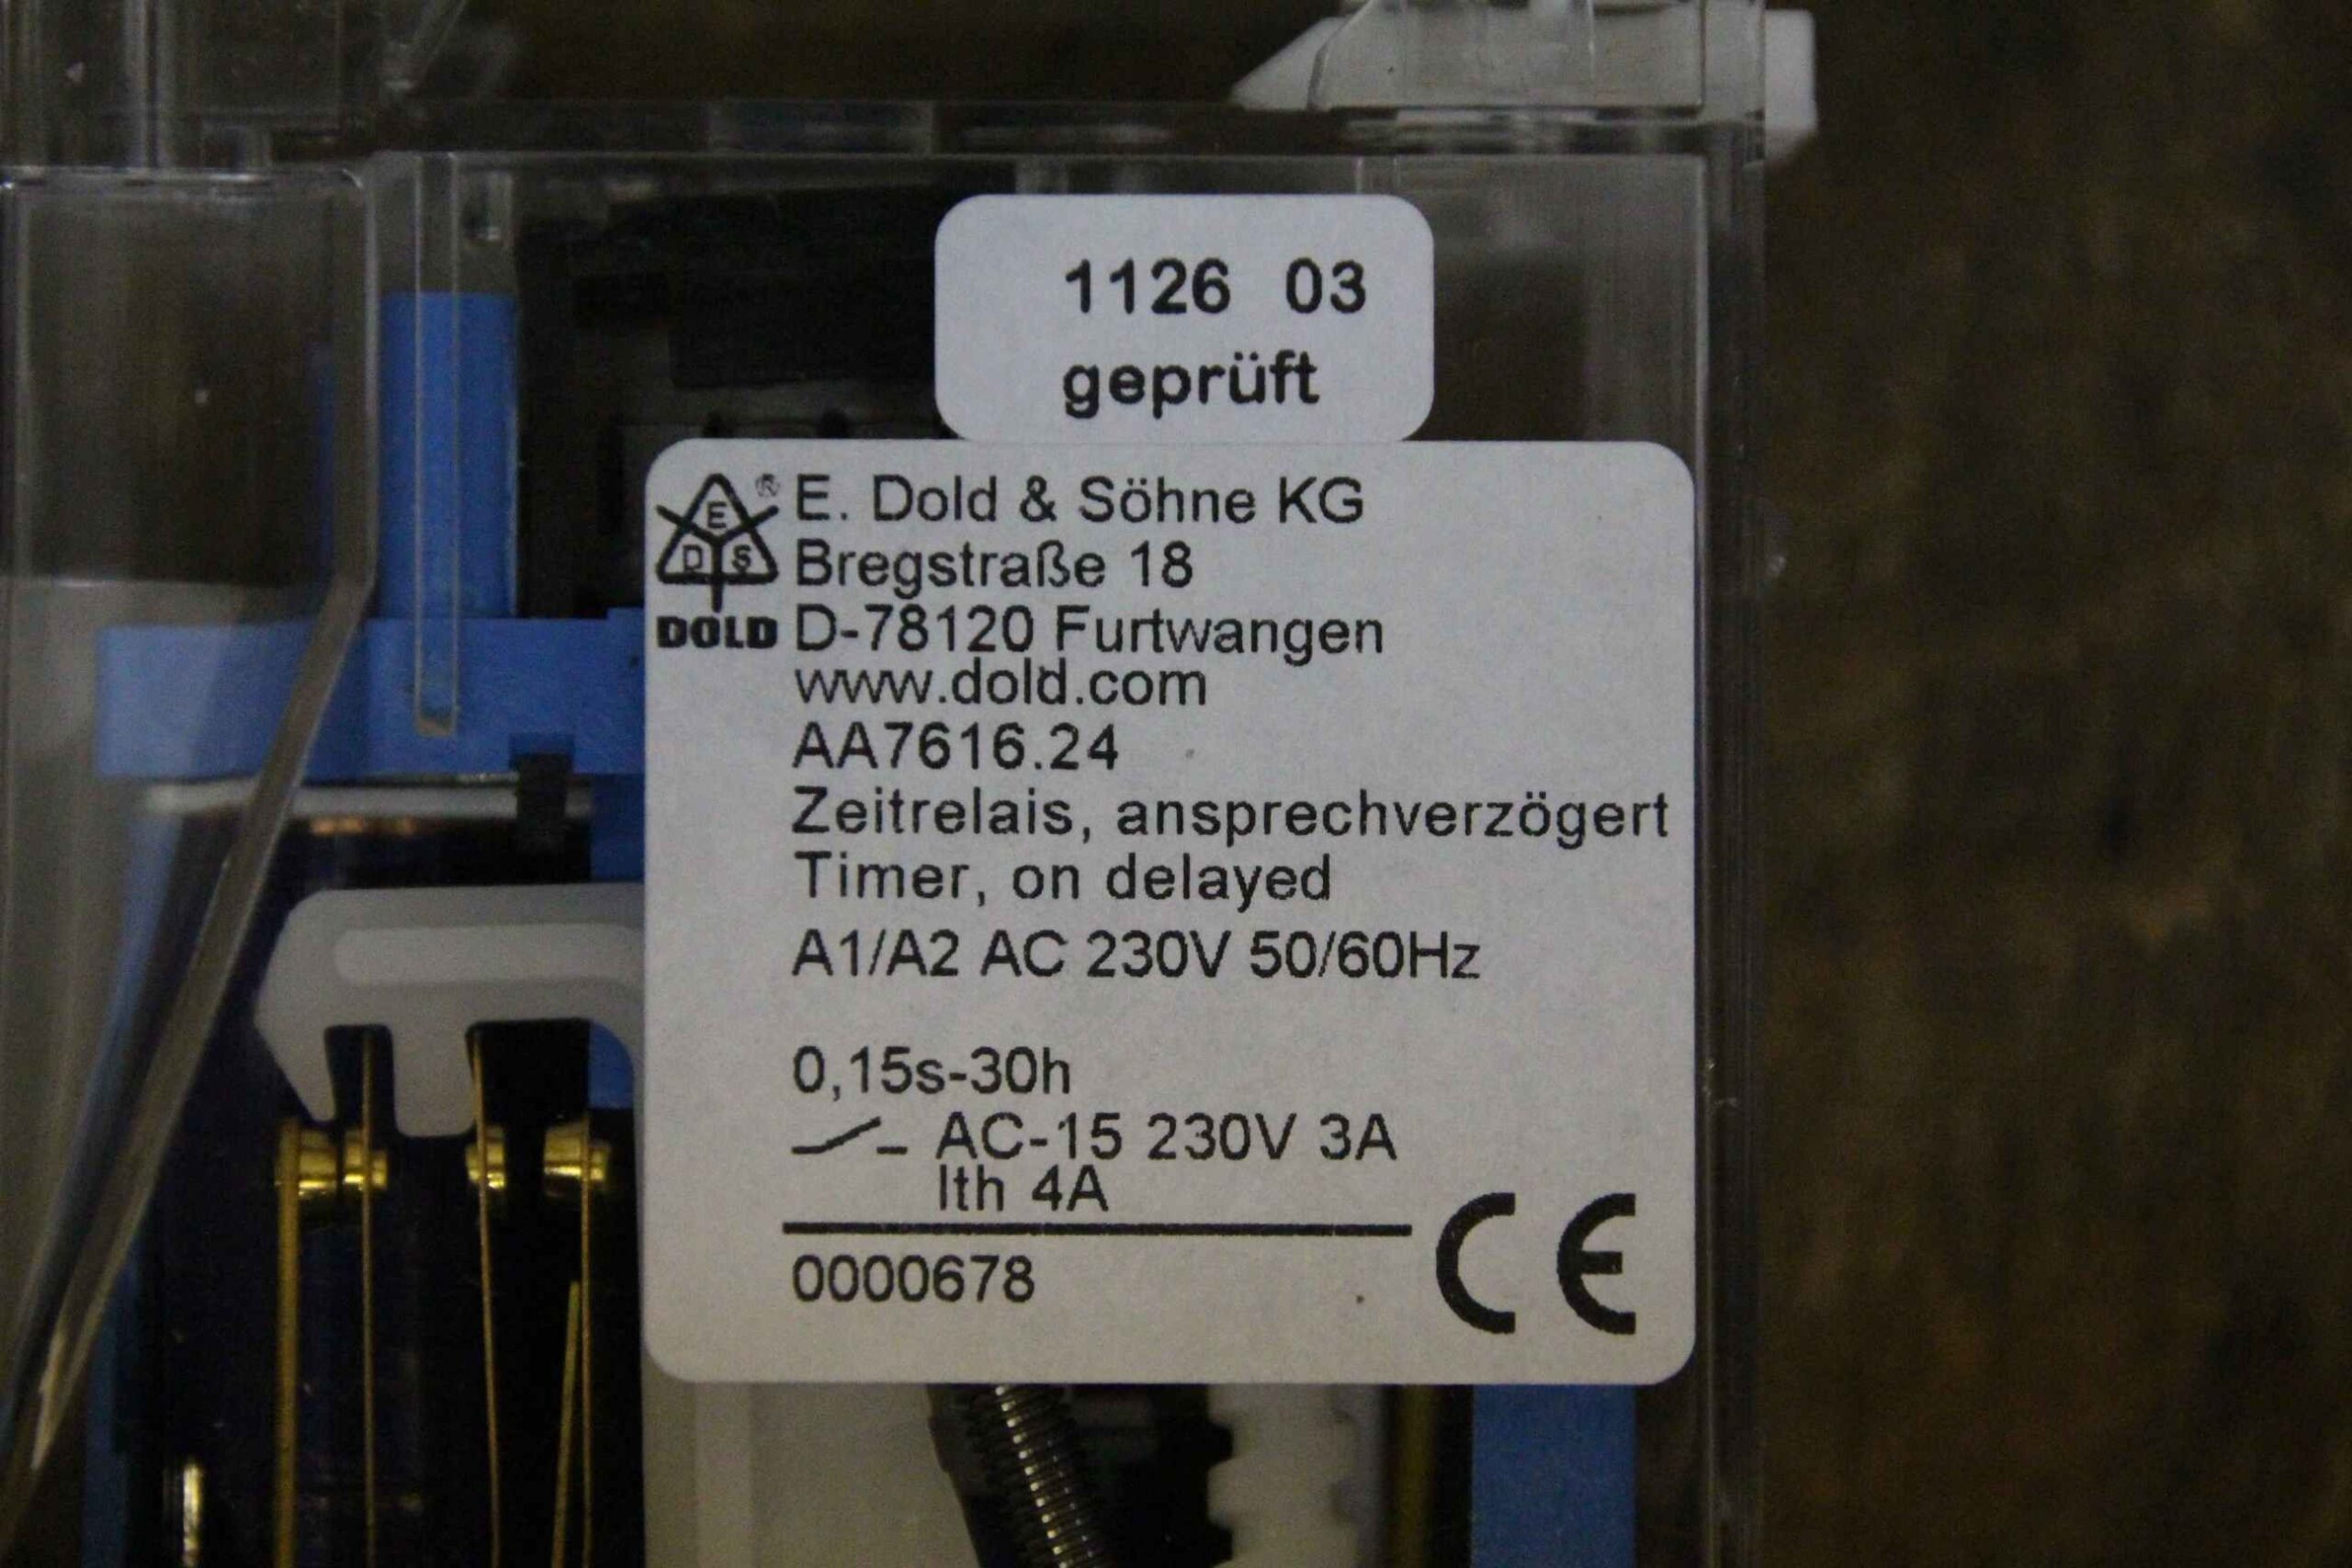 1126 03
geprüft
E
D S
DOLD
®
E. Dold & Söhne KG
Bregstraße 18
D-78120 Furtwangen
www.dold.com
AA7616.24
Zeitrelais, ansprechverzögert
Timer, on delayed
A1/A2 AC 230V 50/60Hz
0,15s-30h
AC-15 230V 3A
Ith 4A
0000678
CE